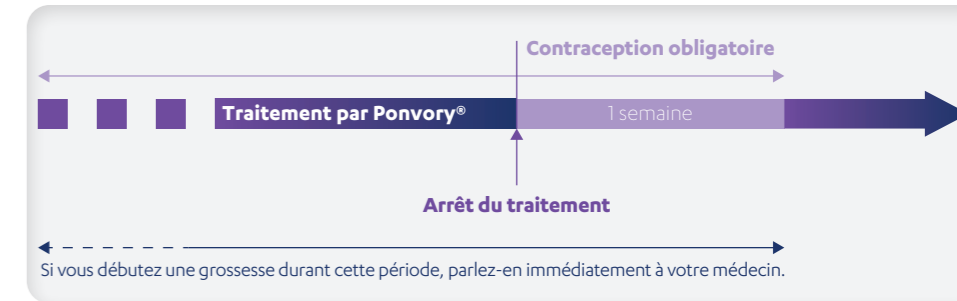 Contraception obligatoire
Traitement par Ponvory®
1 semaine
Arrêt du traitement
Si vous débutez une grossesse durant cette période, parlez-en immédiatement à votre médecin.